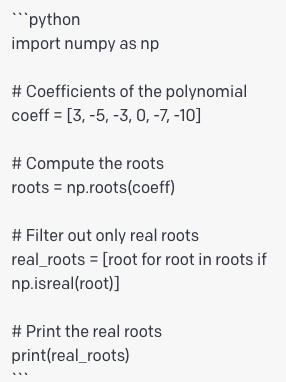 ```python
import numpy as np

# Coefficients of the polynomial
coeff = [3, -5, -3, 0, -7, -10]

# Compute the roots
roots = np.roots(coeff)

# Filter out only real roots
real_roots = [root for root in roots if
np.isreal(root)]

# Print the real roots
print(real_roots)
```